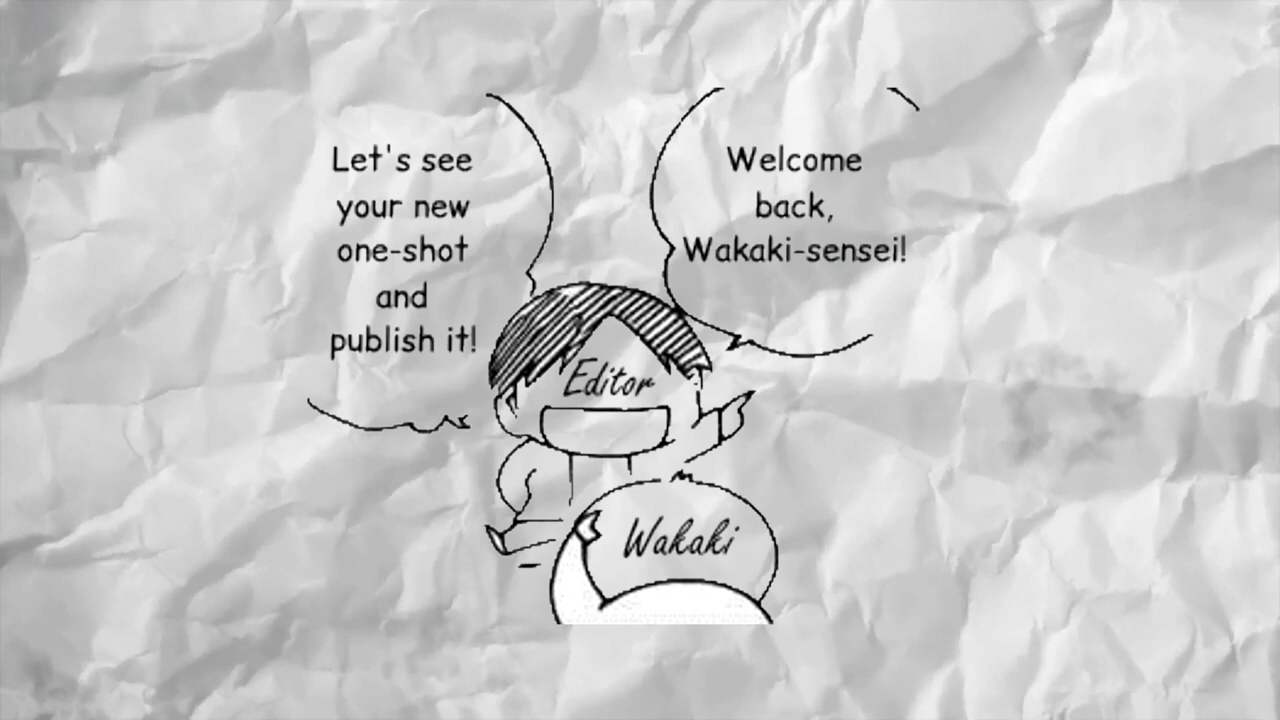 Welcome
back,
Wakaki-sensei!
Let's see
your new
one-shot
and
publish it!
Editor
Wakaki